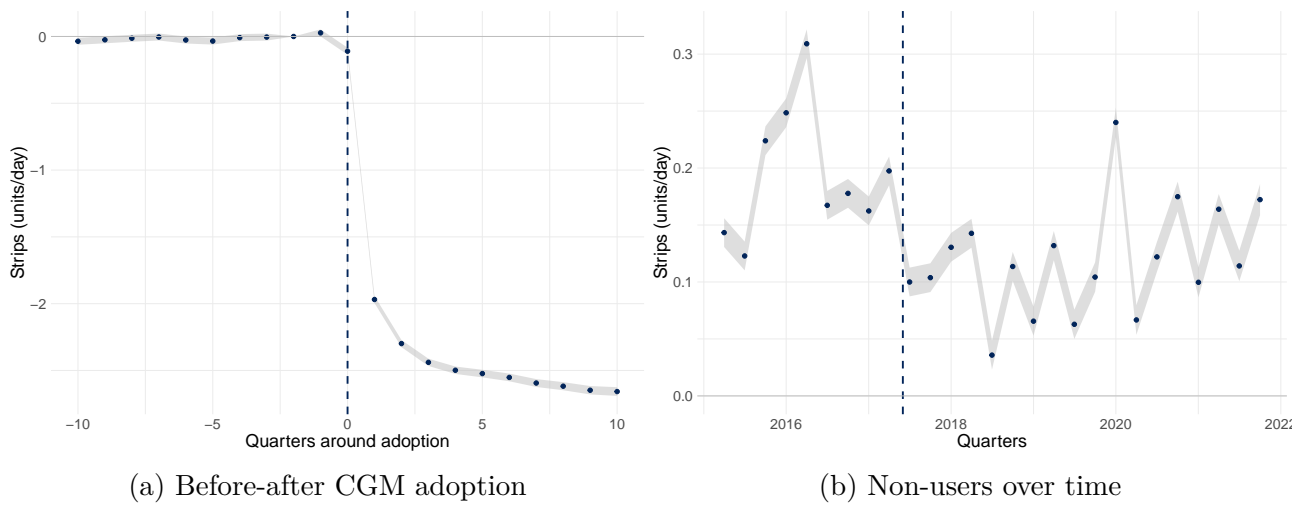 Strips (units/day)
0
−1
−2
−10
−5
0
5
10
Quarters around adoption
(a) Before-after CGM adoption
Strips (units/day)
0.3
0.2
0.1
0.0
2016
2018
2020
2022
Quarters
(b) Non-users over time